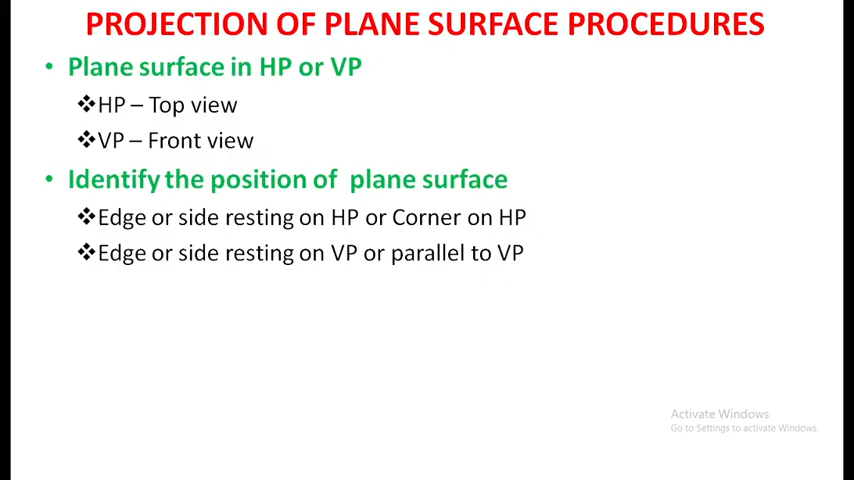 PROJECTION OF PLANE SURFACE PROCEDURES
• Plane surface in HP or VP
❖HP – Top view
❖VP – Front view
• Identify the position of plane surface
❖Edge or side resting on HP or Corner on HP
❖Edge or side resting on VP or parallel to VP
Activate Windows
Go to Settings to activate Windows.